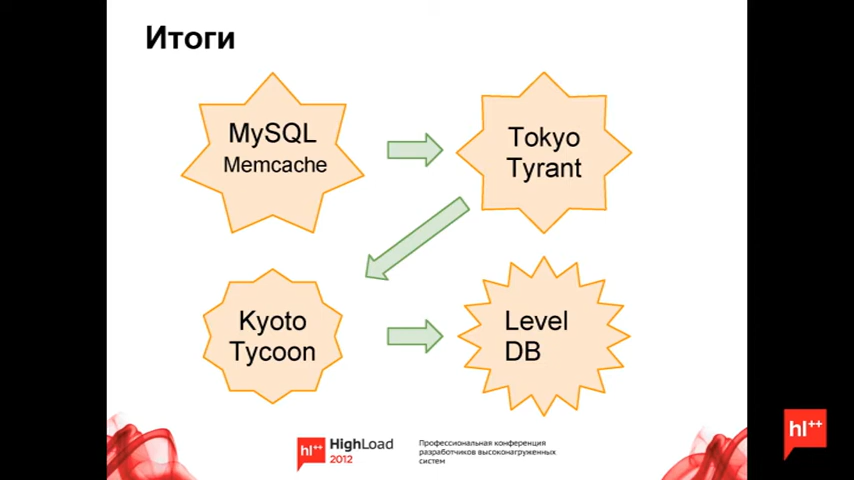 Итоги
MySQL
Memcache
Tokyo
Tyrant
Kyoto
Tycoon
Level
DB
hl++
HighLoad
2012
Профессиональная конференция
разработчиков высоконагруженных
систем
hl++